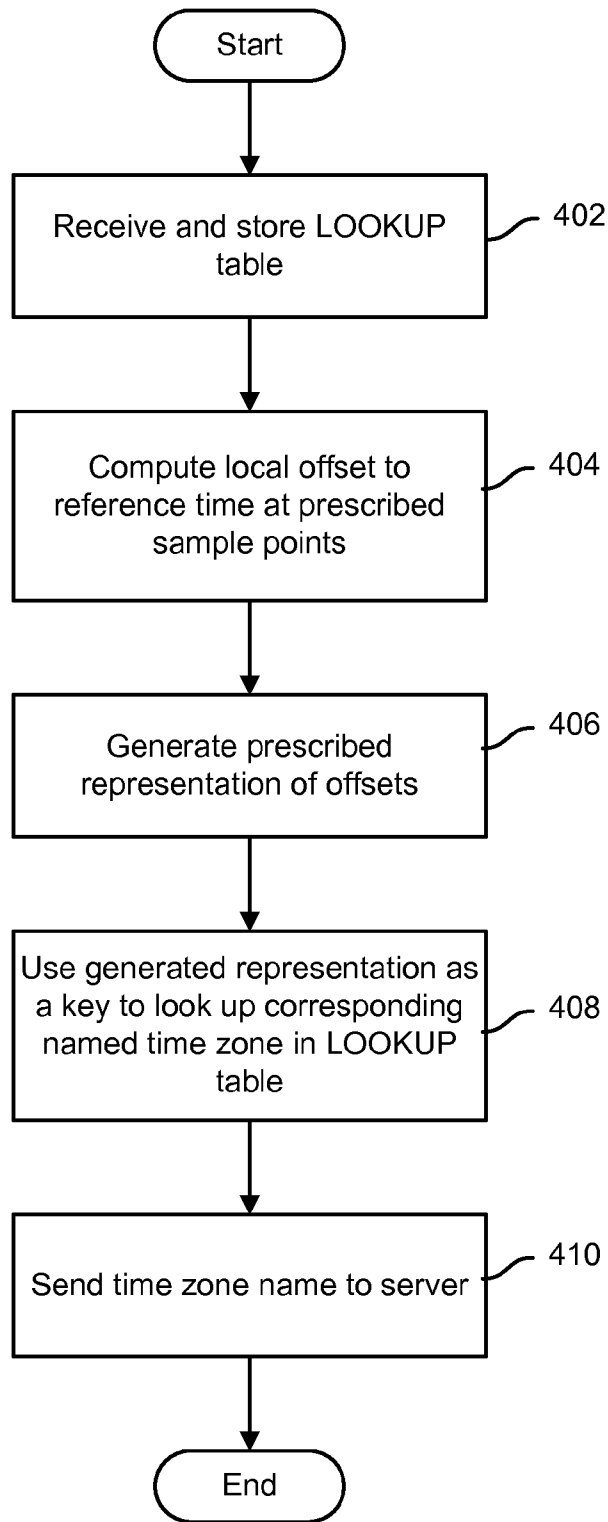 Start
Receive and store LOOKUP
table
402
Compute local offset to
reference time at prescribed
sample points
404
Generate prescribed
representation of offsets
406
Use generated representation as
a key to look up corresponding
named time zone in LOOKUP
table
408
Send time zone name to server
410
End